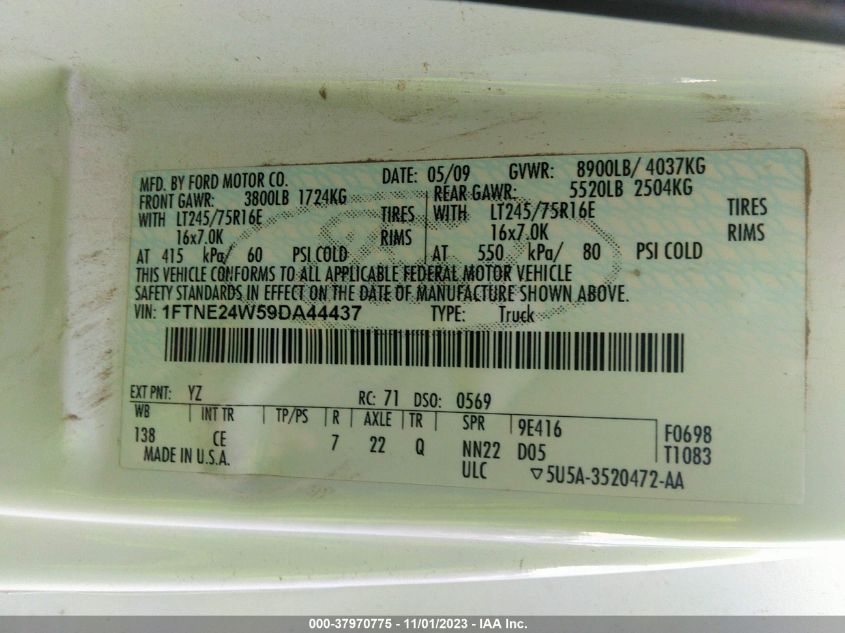 MFD. BY FORD MOTOR CO. DATE: 05/09 GVWR: 8900LB/ 4037KG
FRONT GAWR: 3800LB 1724KG REAR GAWR: 5520LB 2504KG
WITH LT245/75R16E TIRES WITH LT245/75R16E TIRES
16x7.0K RIMS 16x7.0K RIMS
AT 415 kPa/ 60 PSI COLD AT 550 kPa/ 80 PSI COLD
THIS VEHICLE CONFORMS TO ALL APPLICABLE FEDERAL MOTOR VEHICLE
SAFETY STANDARDS IN EFFECT ON THE DATE OF MANUFACTURE SHOWN ABOVE.
VIN: 1FTNE24W59DA44437 TYPE: Truck
EXT PNT: YZ RC: 71 DSO: 0569
WB INT TR TP/PS R AXLE TR SPR 9E416 F0698
138 CE 7 22 Q NN22 D05 T1083
MADE IN U.S.A. ULC ▽5U5A-3520472-AA
000-37970775 - 11/01/2023 - IAA Inc.